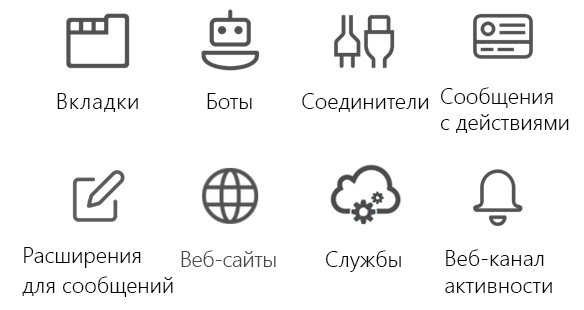 Вкладки
Боты
Соединители
Сообщения
с действиями
Расширения
для сообщений
Веб-сайты
Службы
Веб-канал
активности